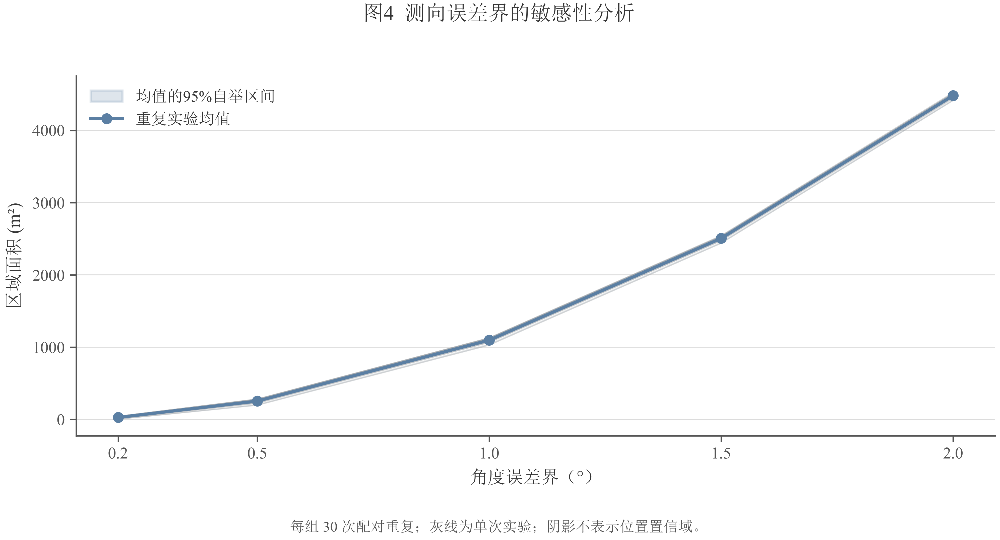 图4 测向误差界的敏感性分析
均值的95%自举区间
重复实验均值
区域面积 (m²)
4000
3000
2000
1000
0
0.2 0.5 1.0 1.5 2.0
角度误差界（°）
每组 30 次配对重复；灰线为单次实验；阴影不表示位置置信域。